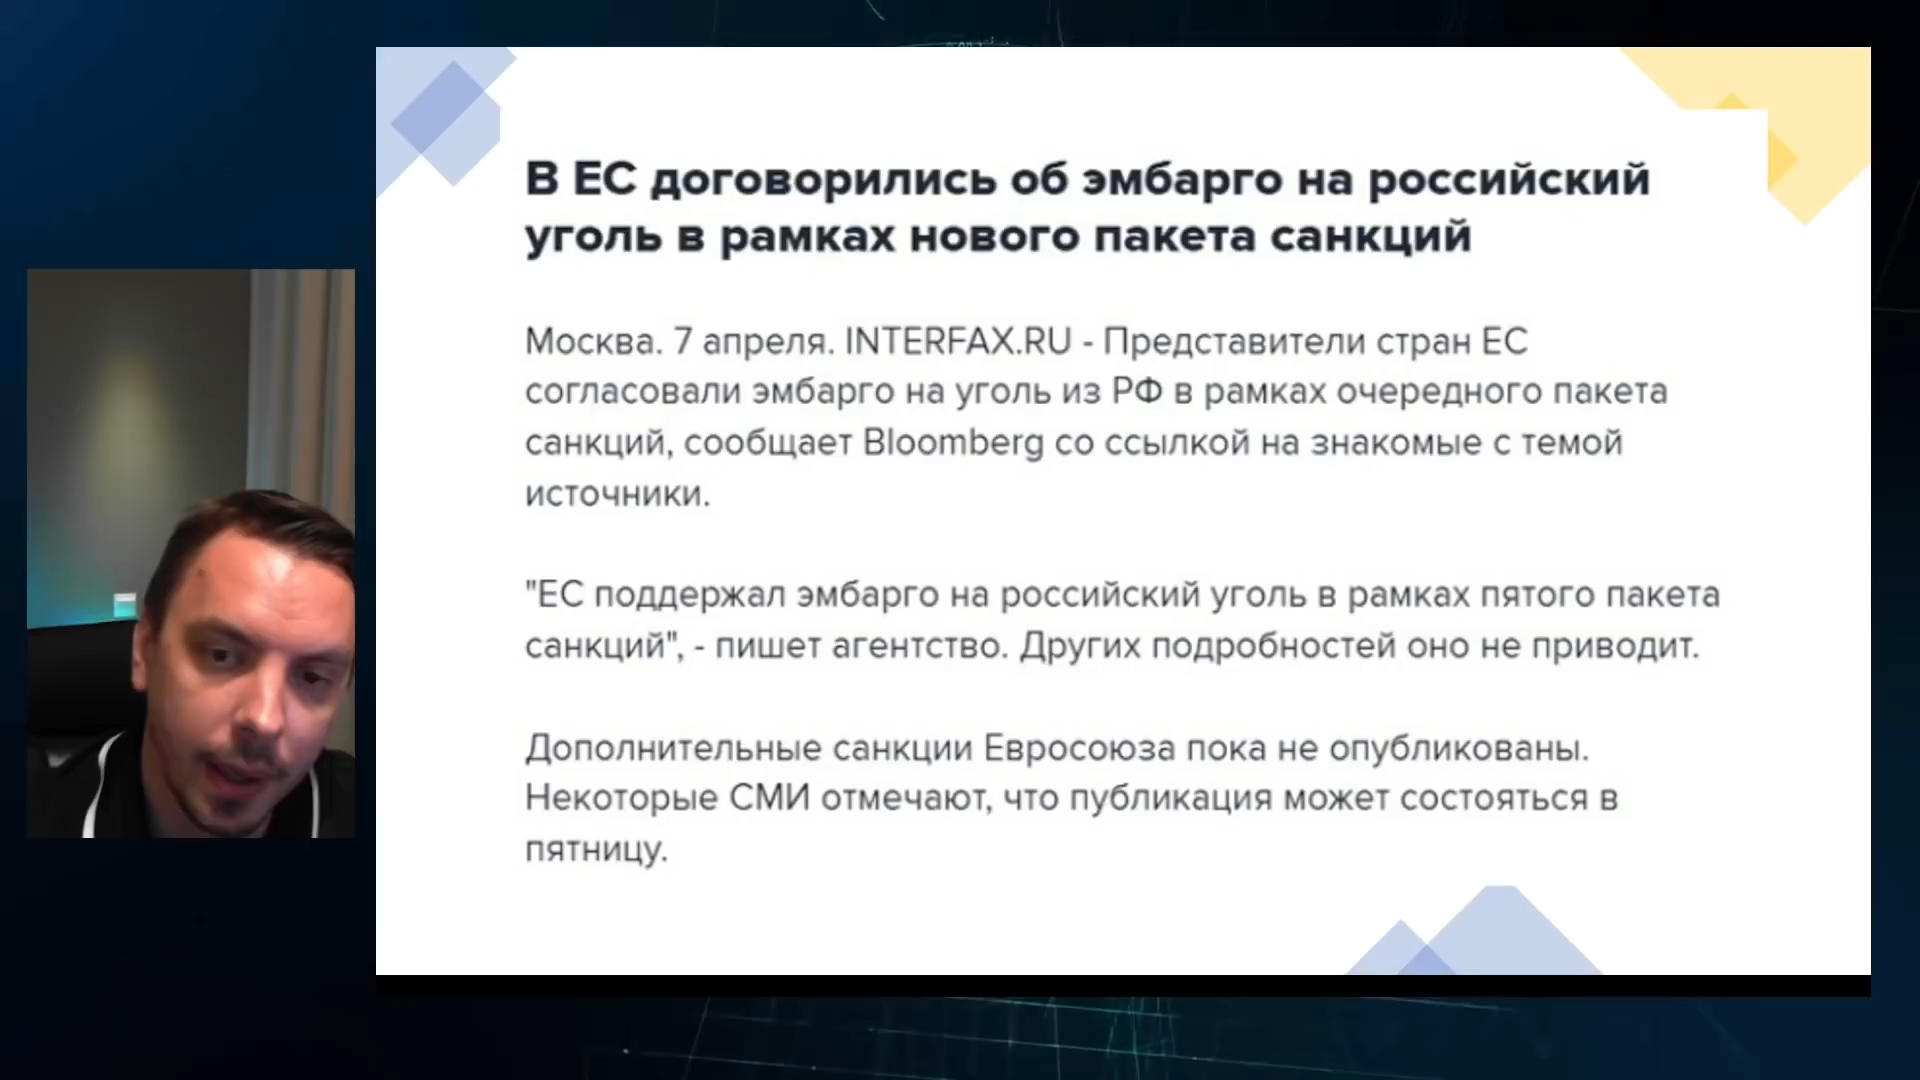 В ЕС договорились об эмбарго на российский
уголь в рамках нового пакета санкций
Москва. 7 апреля. INTERFAX.RU - Представители стран ЕС
согласовали эмбарго на уголь из РФ в рамках очередного пакета
санкций, сообщает Bloomberg со ссылкой на знакомые с темой
источники.
"ЕС поддержал эмбарго на российский уголь в рамках пятого пакета
санкций", - пишет агентство. Других подробностей оно не приводит.
Дополнительные санкции Евросоюза пока не опубликованы.
Некоторые СМИ отмечают, что публикация может состояться в
пятницу.